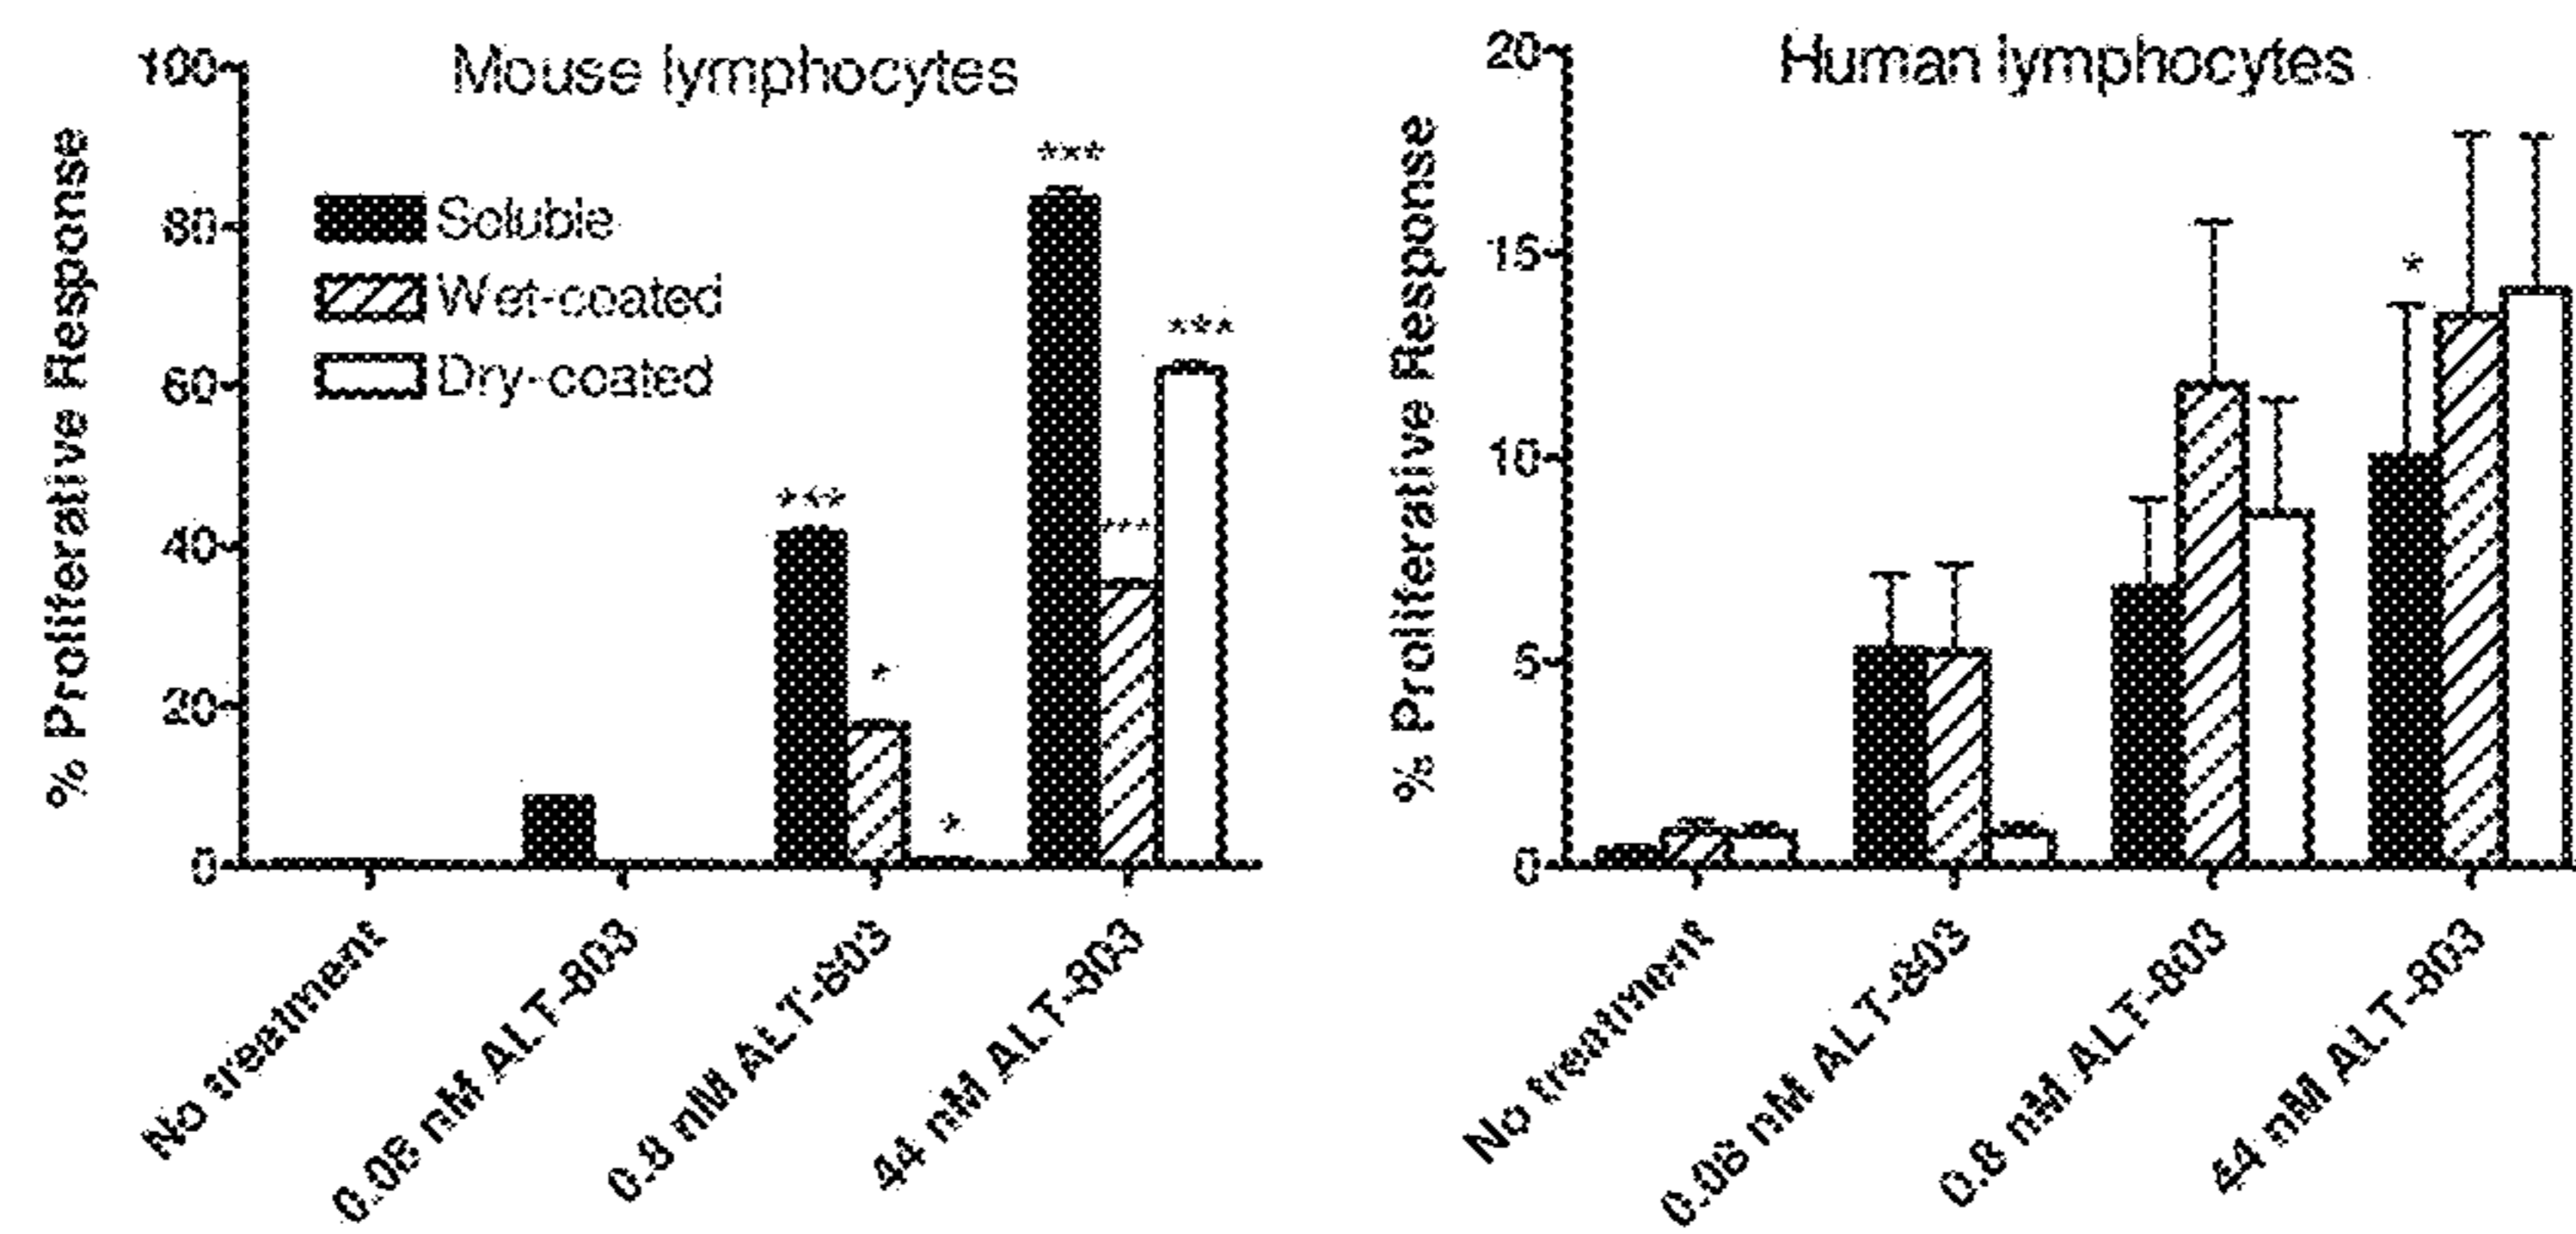 Mouse lymphocytes
% Proliferative Response
100
80
60
40
20
0
Soluble
Wet-coated
Dry-coated
***
*
*
***
***
***
No treatment
0.08 nM ALT-803
0.8 nM ALT-803
44 nM ALT-803
Human lymphocytes
% Proliferative Response
20
15
10
5
0
*
No treatment
0.08 nM ALT-803
0.8 nM ALT-803
44 nM ALT-803